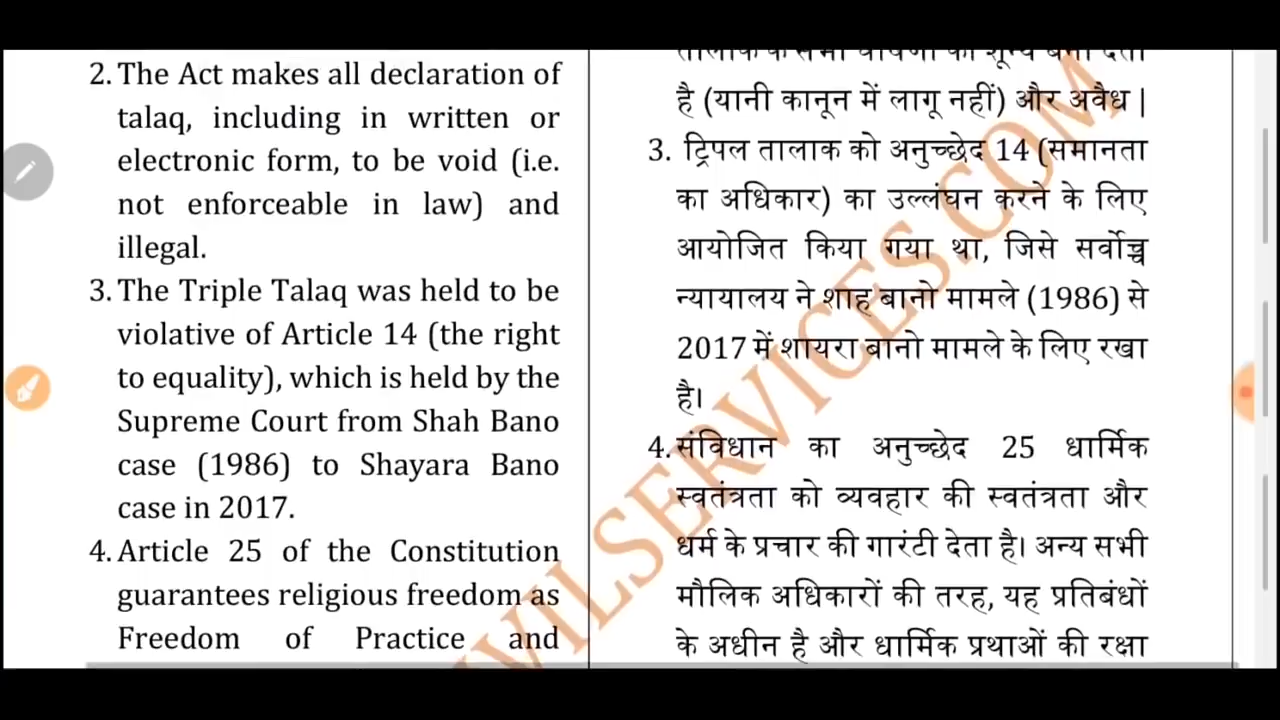 2. The Act makes all declaration of
talaq, including in written or
electronic form, to be void (i.e.
not enforceable in law) and
illegal.
3. The Triple Talaq was held to be
violative of Article 14 (the right
to equality), which is held by the
Supreme Court from Shah Bano
case (1986) to Shayara Bano
case in 2017.
4. Article 25 of the Constitution
guarantees religious freedom as
Freedom of Practice and
है (यानी कानून में लागू नहीं) और अवैध |
3. ट्रिपल तालाक को अनुच्छेद 14 (समानता
का अधिकार) का उल्लंघन करने के लिए
आयोजित किया गया था, जिसे सर्वोच्च
न्यायालय ने शाह बानो मामले (1986) से
2017 में शायरा बानो मामले के लिए रखा
है।
4. संविधान का अनुच्छेद 25 धार्मिक
स्वतंत्रता को व्यवहार की स्वतंत्रता और
धर्म के प्रचार की गारंटी देता है। अन्य सभी
मौलिक अधिकारों की तरह, यह प्रतिबंधों
के अधीन है और धार्मिक प्रथाओं की रक्षा
VILSERVICES.COM